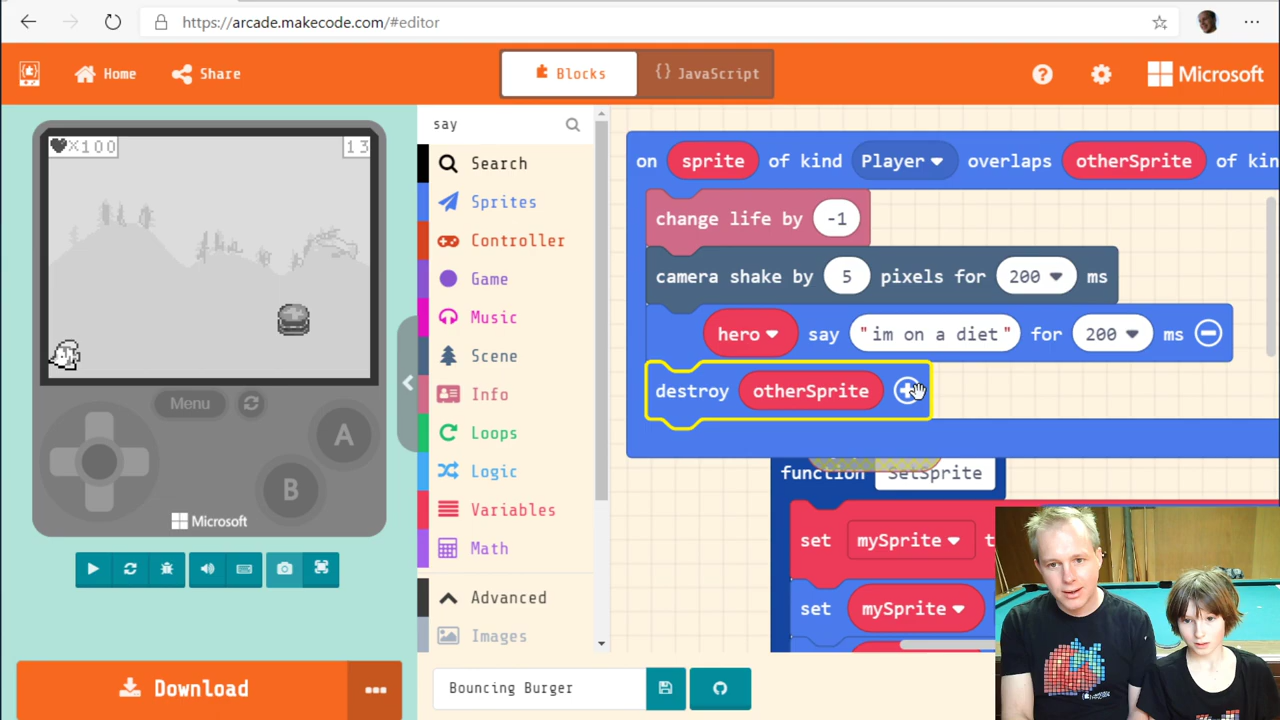 https://arcade.makecode.com/#editor
Home
Share
Blocks
{} JavaScript
?
Microsoft
×100
13
Menu
A
B
Microsoft
Download
say
Search
Sprites
Controller
Game
Music
Scene
Info
Loops
Logic
Variables
Math
Advanced
Images
Bouncing Burger
on sprite of kind Player overlaps otherSprite of kin
change life by -1
camera shake by 5 pixels for 200 ms
hero say "im on a diet" for 200 ms
destroy otherSprite
function SetSprite
set mySprite t
set mySprite